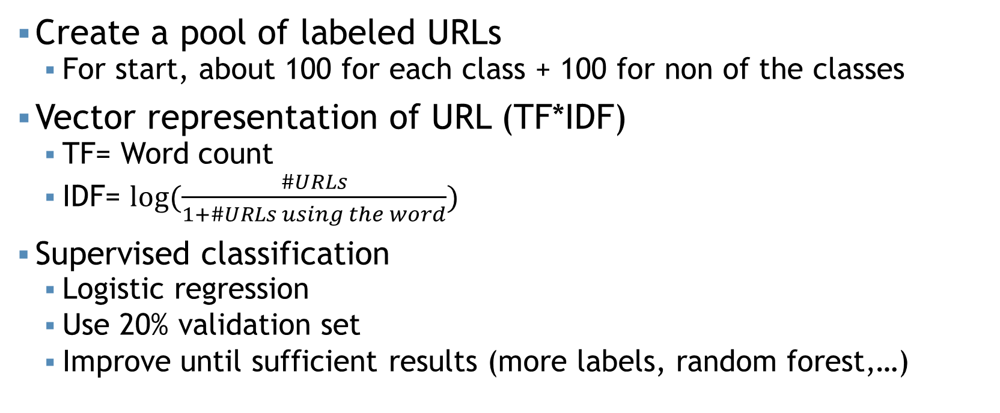 ▪ Create a pool of labeled URLs
▪ For start, about 100 for each class + 100 for non of the classes
▪ Vector representation of URL (TF*IDF)
▪ TF= Word count
▪ IDF= log(#URLs / 1+#URLs using the word)
▪ Supervised classification
▪ Logistic regression
▪ Use 20% validation set
▪ Improve until sufficient results (more labels, random forest,…)